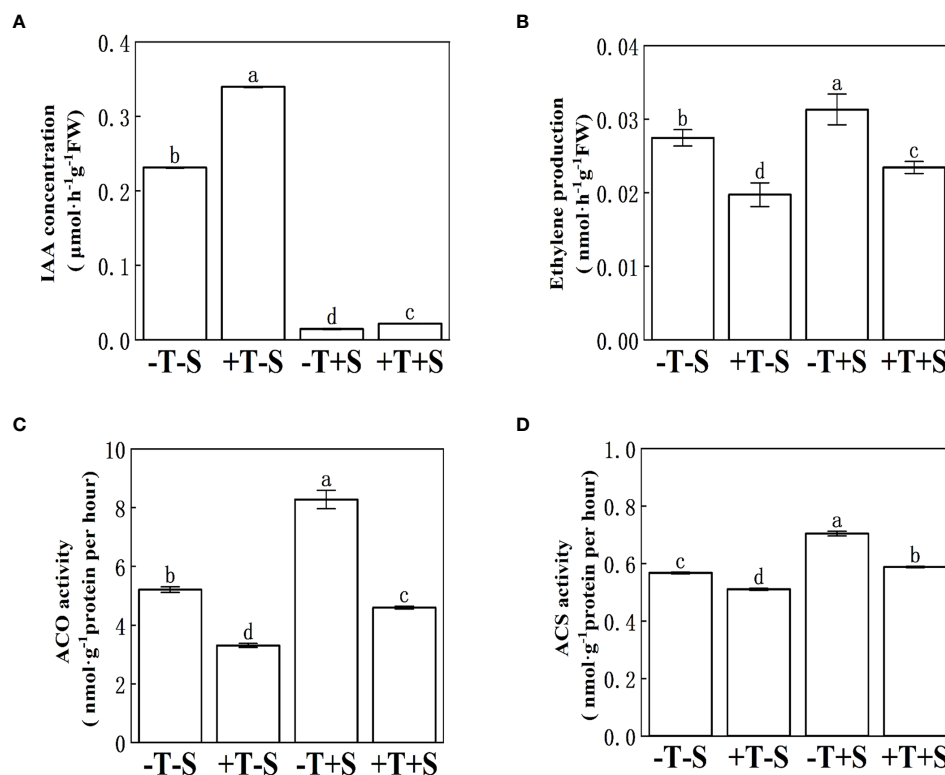 A
IAA concentration
( μmol·h⁻¹g⁻¹FW)
0.4
0.3
0.2
0.1
0.0
b
a
d
c
-T-S +T-S -T+S +T+S
B
Ethylene production
( nmol·h⁻¹g⁻¹FW)
0.04
0.03
0.02
0.01
0.00
b
d
a
c
-T-S +T-S -T+S +T+S
C
ACO activity
( nmol·g⁻¹protein per hour)
10
8
6
4
2
0
b
d
a
c
-T-S +T-S -T+S +T+S
D
ACS activity
( nmol·g⁻¹protein per hour)
1.0
0.8
0.6
0.4
0.2
0.0
c
d
a
b
-T-S +T-S -T+S +T+S